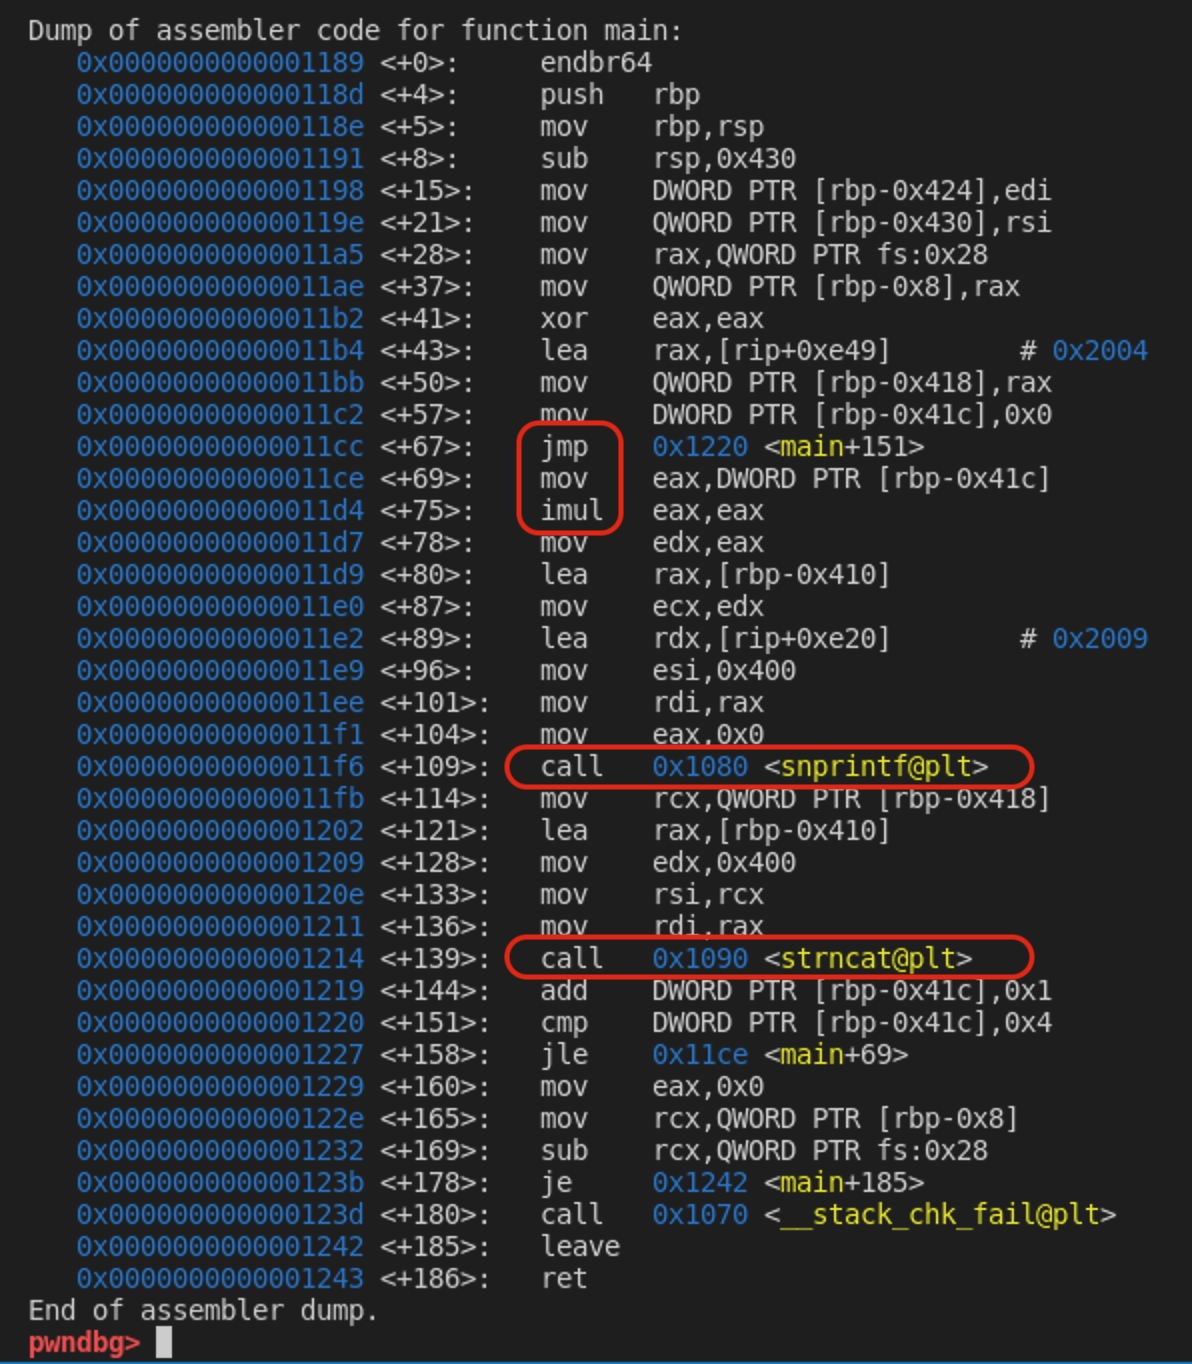 Dump of assembler code for function main:
0x0000000000001189 <+0>: endbr64
0x000000000000118d <+4>: push rbp
0x000000000000118e <+5>: mov rbp,rsp
0x0000000000001191 <+8>: sub rsp,0x430
0x0000000000001198 <+15>: mov DWORD PTR [rbp-0x424],edi
0x000000000000119e <+21>: mov QWORD PTR [rbp-0x430],rsi
0x00000000000011a5 <+28>: mov rax,QWORD PTR fs:0x28
0x00000000000011ae <+37>: mov QWORD PTR [rbp-0x8],rax
0x00000000000011b2 <+41>: xor eax,eax
0x00000000000011b4 <+43>: lea rax,[rip+0xe49] # 0x2004
0x00000000000011bb <+50>: mov QWORD PTR [rbp-0x418],rax
0x00000000000011c2 <+57>: mov DWORD PTR [rbp-0x41c],0x0
0x00000000000011cc <+67>: jmp 0x1220 <main+151>
0x00000000000011ce <+69>: mov eax,DWORD PTR [rbp-0x41c]
0x00000000000011d4 <+75>: imul eax,eax
0x00000000000011d7 <+78>: mov edx,eax
0x00000000000011d9 <+80>: lea rax,[rbp-0x410]
0x00000000000011e0 <+87>: mov ecx,edx
0x00000000000011e2 <+89>: lea rdx,[rip+0xe20] # 0x2009
0x00000000000011e9 <+96>: mov esi,0x400
0x00000000000011ee <+101>: mov rdi,rax
0x00000000000011f1 <+104>: mov eax,0x0
0x00000000000011f6 <+109>: call 0x1080 <snprintf@plt>
0x00000000000011fb <+114>: mov rcx,QWORD PTR [rbp-0x418]
0x0000000000001202 <+121>: lea rax,[rbp-0x410]
0x0000000000001209 <+128>: mov edx,0x400
0x000000000000120e <+133>: mov rsi,rcx
0x0000000000001211 <+136>: mov rdi,rax
0x0000000000001214 <+139>: call 0x1090 <strncat@plt>
0x0000000000001219 <+144>: add DWORD PTR [rbp-0x41c],0x1
0x0000000000001220 <+151>: cmp DWORD PTR [rbp-0x41c],0x4
0x0000000000001227 <+158>: jle 0x11ce <main+69>
0x0000000000001229 <+160>: mov eax,0x0
0x000000000000122e <+165>: mov rcx,QWORD PTR [rbp-0x8]
0x0000000000001232 <+169>: sub rcx,QWORD PTR fs:0x28
0x000000000000123b <+178>: je 0x1242 <main+185>
0x000000000000123d <+180>: call 0x1070 <__stack_chk_fail@plt>
0x0000000000001242 <+185>: leave
0x0000000000001243 <+186>: ret
End of assembler dump.
pwndbg>